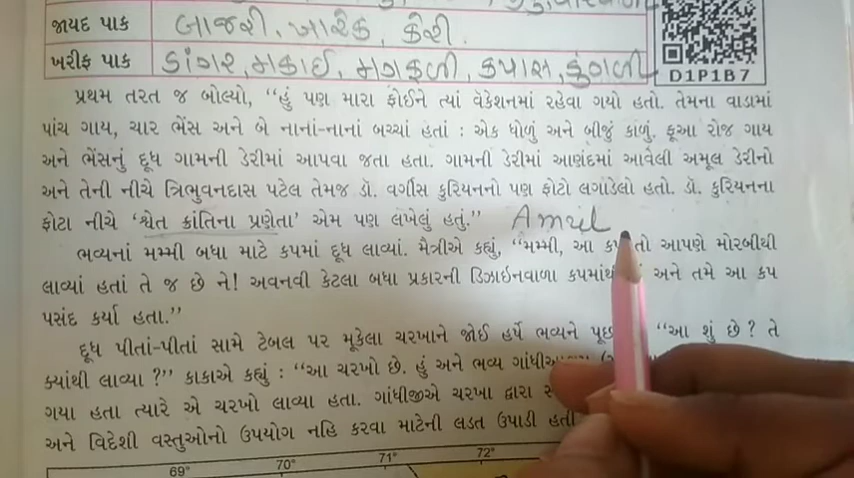 જાયદ પાક બાજરી, ખારેક, કેરી.
ખરીફ પાક ડાંગર, મકાઈ, મગફળી, કપાસ, ડુંગળી
D1P1B7
પ્રથમ તરત જ બોલ્યો, “હું પણ મારા ફોઈને ત્યાં વેકેશનમાં રહેવા ગયો હતો. તેમના વાડામાં
પાંચ ગાય, ચાર ભેંસ અને બે નાનાં-નાનાં બચ્ચાં હતાં : એક ધોળું અને બીજું કાળું. ફૂઆ રોજ ગાય
અને ભેંસનું દૂધ ગામની ડેરીમાં આપવા જતા હતા. ગામની ડેરીમાં આણંદમાં આવેલી અમૂલ ડેરીનો
અને તેની નીચે ત્રિભુવનદાસ પટેલ તેમજ ડૉ. વર્ગીસ કુરિયનનો પણ ફોટો લગાડેલો હતો. ડૉ. કુરિયનના
ફોટા નીચે ‘શ્વેત ક્રાંતિના પ્રણેતા’ એમ પણ લખેલું હતું.” Amul
ભવ્યનાં મમ્મી બધા માટે કપમાં દૂધ લાવ્યાં. મૈત્રીએ કહ્યું, “મમ્મી, આ તો આપણે મોરબીથી
લાવ્યાં હતાં તે જ છે ને! અવનવી કેટલા બધા પ્રકારની ડિઝાઇનવાળા અને તમે આ કપ
પસંદ કર્યા હતા.”
દૂધ પીતાં-પીતાં સામે ટેબલ પર મૂકેલા ચરખાને જોઈ હર્ષે ભવ્યને “આ શું છે ? તે
ક્યાંથી લાવ્યા ?” કાકાએ કહ્યું : “આ ચરખો છે. હું અને ભવ્ય
ગયા હતા ત્યારે એ ચરખો લાવ્યા હતા. ગાંધીજીએ ચરખા દ્વારા
અને વિદેશી વસ્તુઓનો ઉપયોગ નહિ કરવા માટેની લડત ઉપાડી હતી
69° 70° 71° 72°